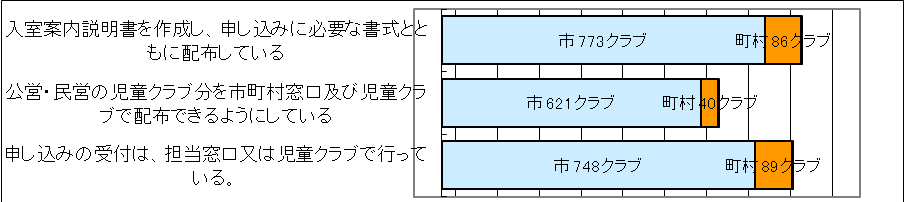 入室案内説明書を作成し、申し込みに必要な書式とと
もに配布している
市 773クラブ 町村 86クラブ
公営・民営の児童クラブ分を市町村窓口及び児童クラ
ブで配布できるようにしている
市 621クラブ 町村 40クラブ
申し込みの受付は、担当窓口又は児童クラブで行って
いる。
市 748クラブ 町村 89クラブ